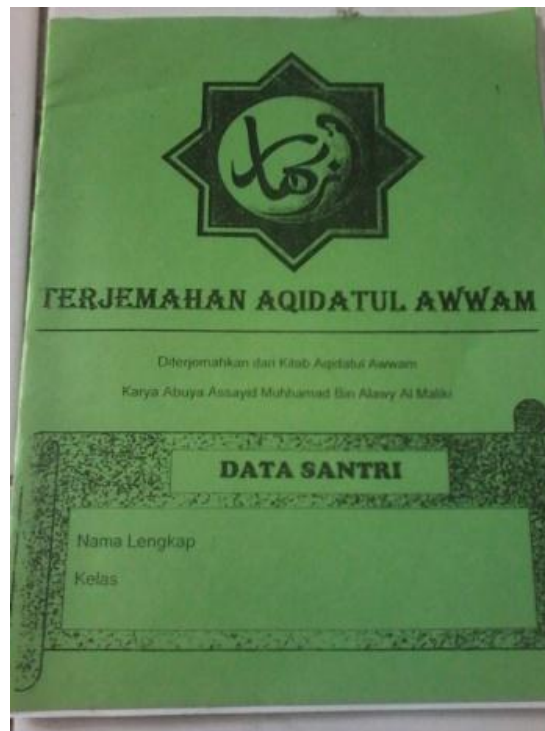 TERJEMAHAN AQIDATUL AWWAM
Diterjemahkan dari Kitab Aqidatul Awwam
Karya Abuya Assayid Muhhamad Bin Alawy Al Maliki
DATA SANTRI
Nama Lengkap
Kelas